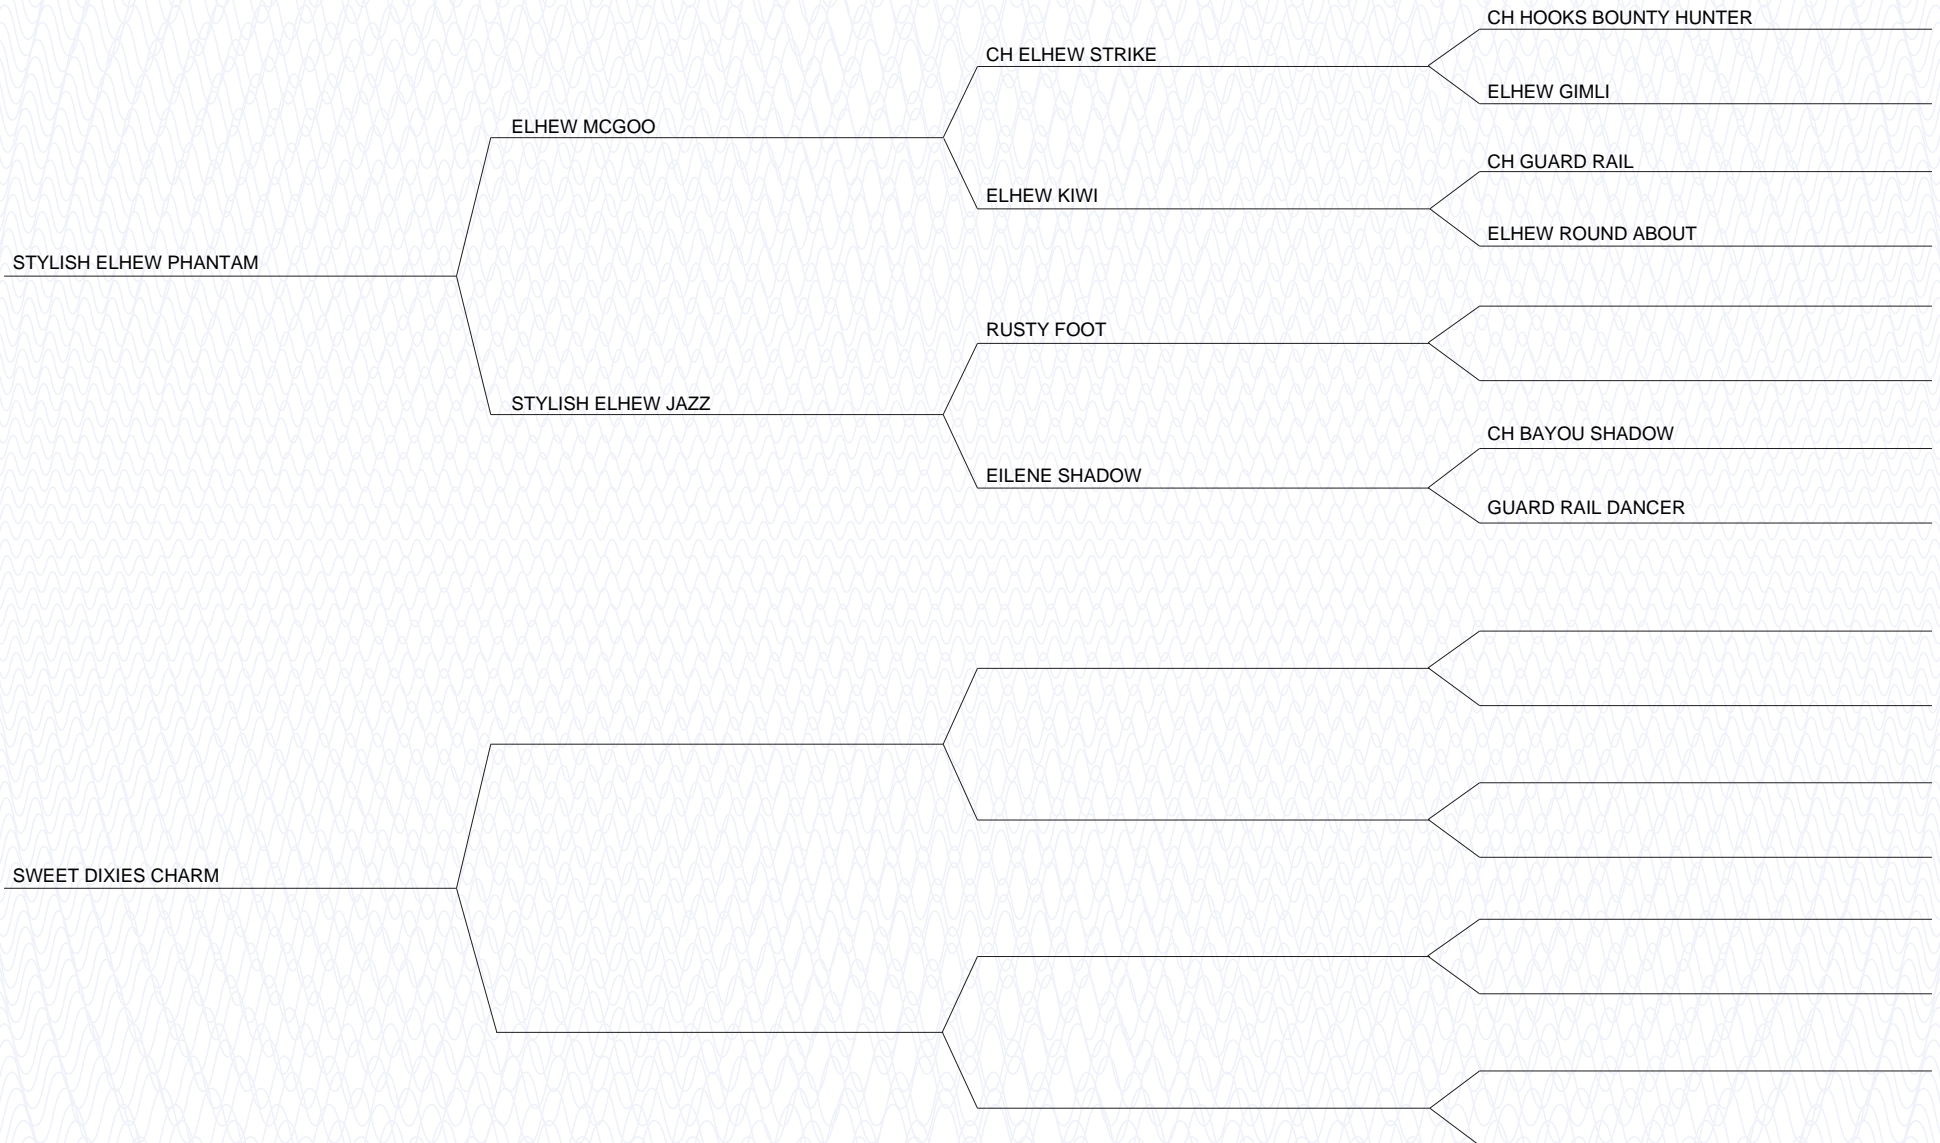 CH HOOKS BOUNTY HUNTER
CH ELHEW STRIKE
ELHEW GIMLI
ELHEW MCGOO
CH GUARD RAIL
ELHEW KIWI
ELHEW ROUND ABOUT
STYLISH ELHEW PHANTAM
RUSTY FOOT
STYLISH ELHEW JAZZ
CH BAYOU SHADOW
EILENE SHADOW
GUARD RAIL DANCER
SWEET DIXIES CHARM